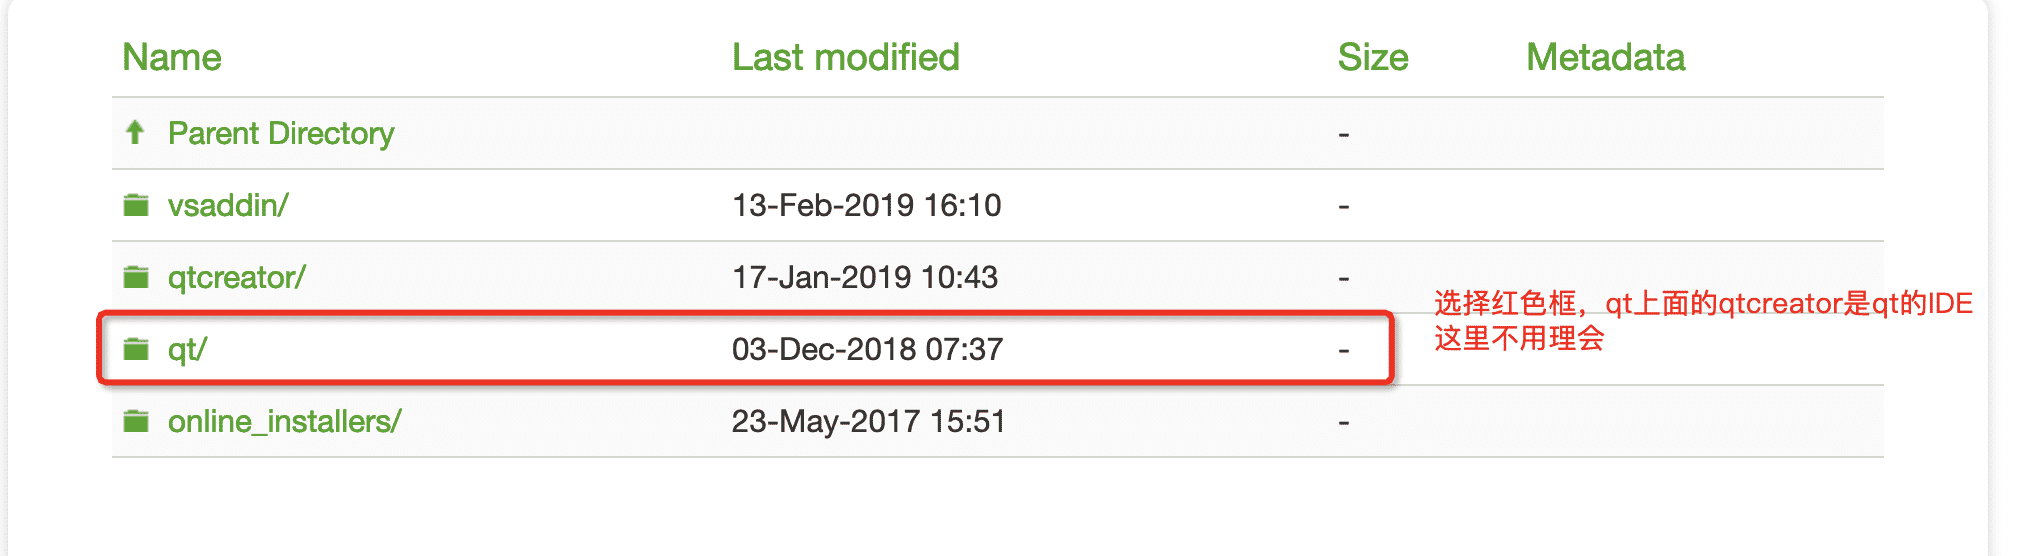 Name Last modified Size Metadata
Parent Directory -
vsaddin/ 13-Feb-2019 16:10 -
qtcreator/ 17-Jan-2019 10:43 -
选择红色框，qt上面的qtcreator是qt的IDE
这里不用理会
qt/ 03-Dec-2018 07:37 -
online_installers/ 23-May-2017 15:51 -